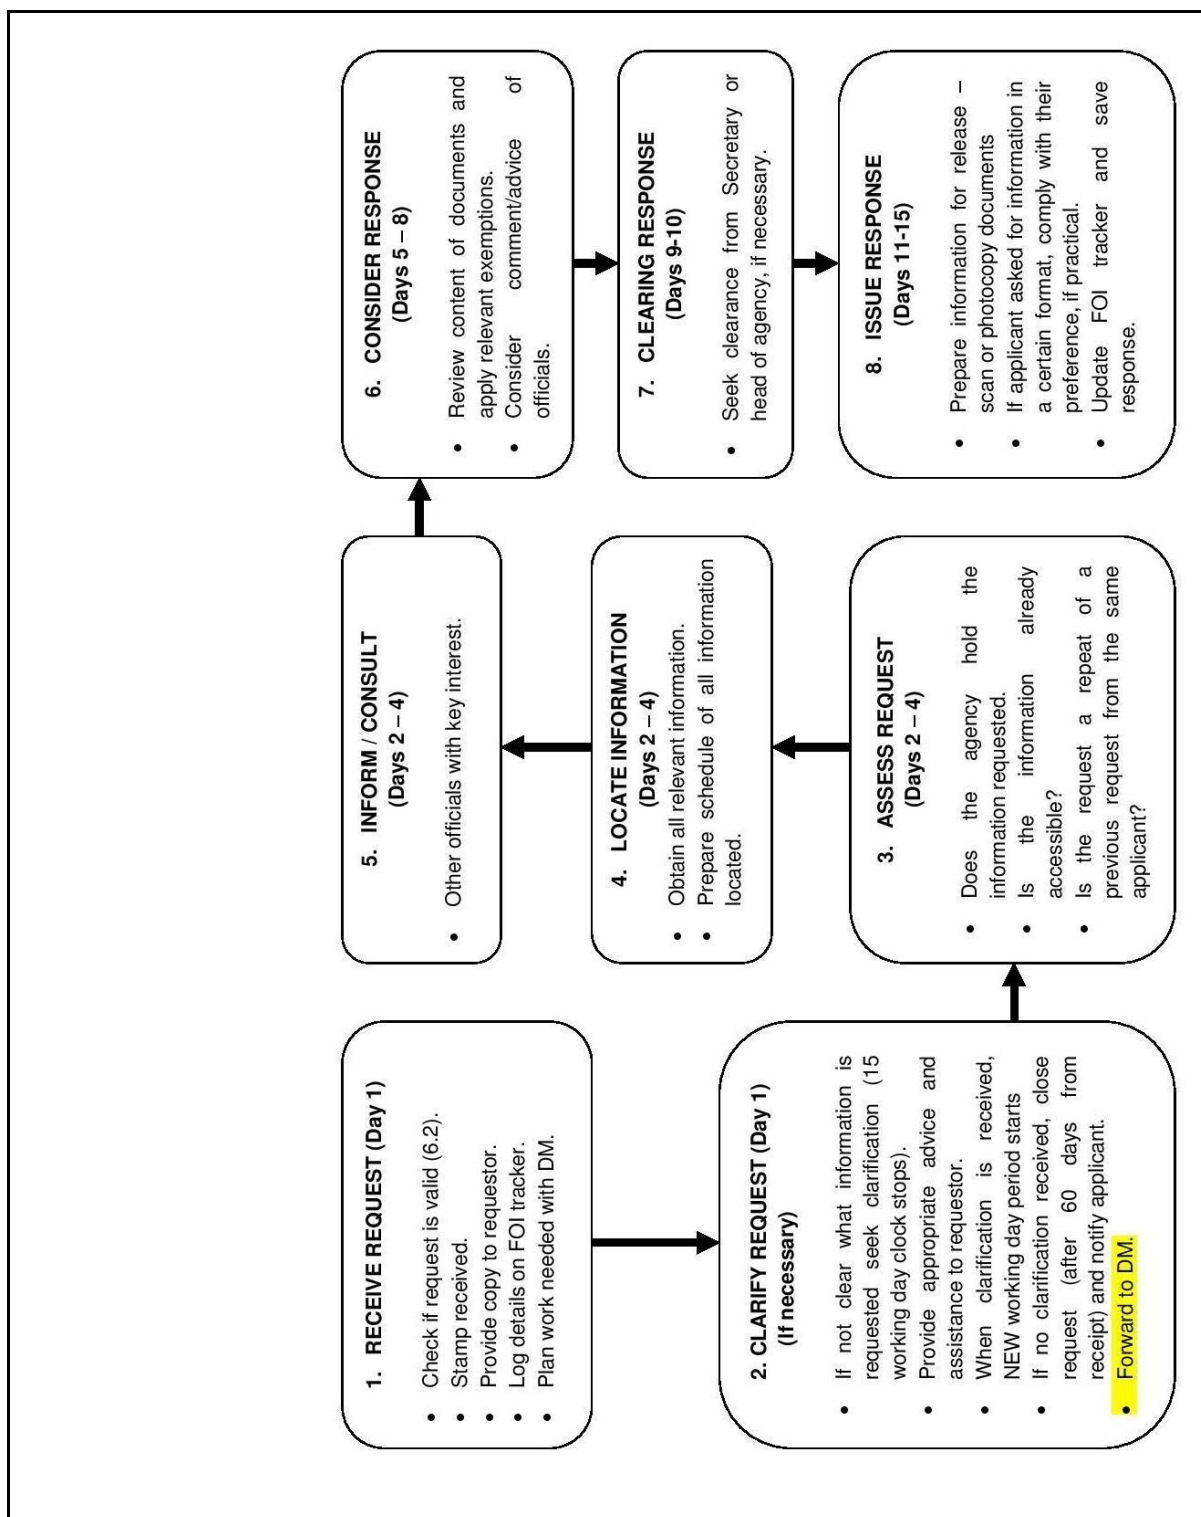 1. RECEIVE REQUEST (Day 1)
• Check if request is valid (6.2).
• Stamp received.
• Provide copy to requestor.
• Log details on FOI tracker.
• Plan work needed with DM.
2. CLARIFY REQUEST (Day 1)
(If necessary)
• If not clear what information is
requested seek clarification (15
working day clock stops).
• Provide appropriate advice and
assistance to requestor.
• When clarification is received,
NEW working day period starts
• If no clarification received, close
request (after 60 days from
receipt) and notify applicant.
• Forward to DM.
3. ASSESS REQUEST
(Days 2 – 4)
• Does the agency hold the
information requested.
• Is the information already
accessible?
• Is the request a repeat of a
previous request from the same
applicant?
4. LOCATE INFORMATION
(Days 2 – 4)
• Obtain all relevant information.
• Prepare schedule of all information
located.
5. INFORM / CONSULT
(Days 2 – 4)
• Other officials with key interest.
6. CONSIDER RESPONSE
(Days 5 – 8)
• Review content of documents and
apply relevant exemptions.
• Consider comment/advice of
officials.
7. CLEARING RESPONSE
(Days 9-10)
• Seek clearance from Secretary or
head of agency, if necessary.
8. ISSUE RESPONSE
(Days 11-15)
• Prepare information for release –
scan or photocopy documents
• If applicant asked for information in
a certain format, comply with their
preference, if practical.
• Update FOI tracker and save
response.